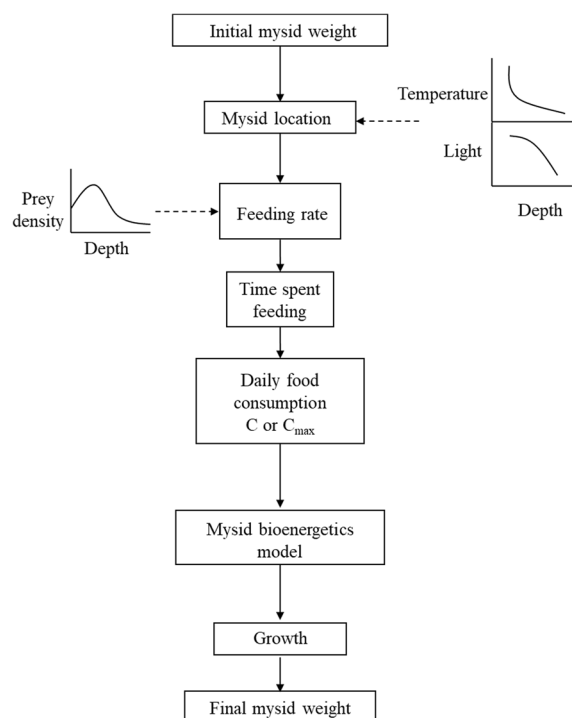 Initial mysid weight
Temperature
Mysid location
Light
Depth
Prey
density
Depth
Feeding rate
Time spent
feeding
Daily food
consumption
C or Cmax
Mysid bioenergetics
model
Growth
Final mysid weight